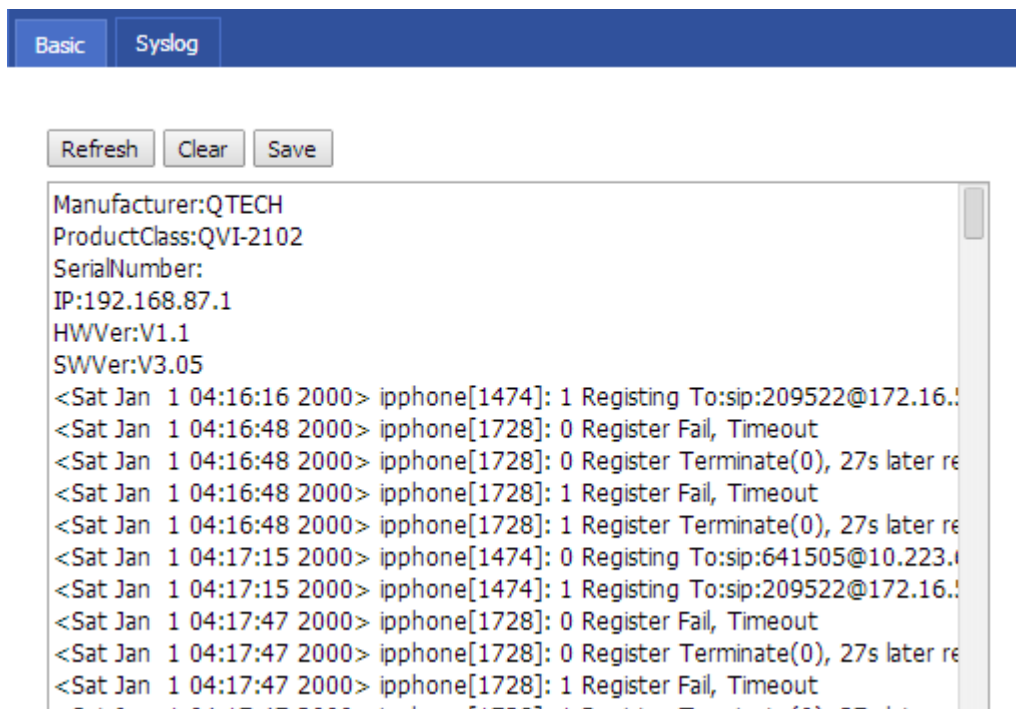 Basic Syslog
Refresh Clear Save
Manufacturer:QTECH
ProductClass:QVI-2102
SerialNumber:
IP:192.168.87.1
HWVer:V1.1
SWVer:V3.05
<Sat Jan  1 04:16:16 2000> ipphone[1474]: 1 Registing To:sip:209522@172.16.
<Sat Jan  1 04:16:48 2000> ipphone[1728]: 0 Register Fail, Timeout
<Sat Jan  1 04:16:48 2000> ipphone[1728]: 0 Register Terminate(0), 27s later re
<Sat Jan  1 04:16:48 2000> ipphone[1728]: 1 Register Fail, Timeout
<Sat Jan  1 04:16:48 2000> ipphone[1728]: 1 Register Terminate(0), 27s later re
<Sat Jan  1 04:17:15 2000> ipphone[1474]: 0 Registing To:sip:641505@10.223.
<Sat Jan  1 04:17:15 2000> ipphone[1474]: 1 Registing To:sip:209522@172.16.
<Sat Jan  1 04:17:47 2000> ipphone[1728]: 0 Register Fail, Timeout
<Sat Jan  1 04:17:47 2000> ipphone[1728]: 0 Register Terminate(0), 27s later re
<Sat Jan  1 04:17:47 2000> ipphone[1728]: 1 Register Fail, Timeout